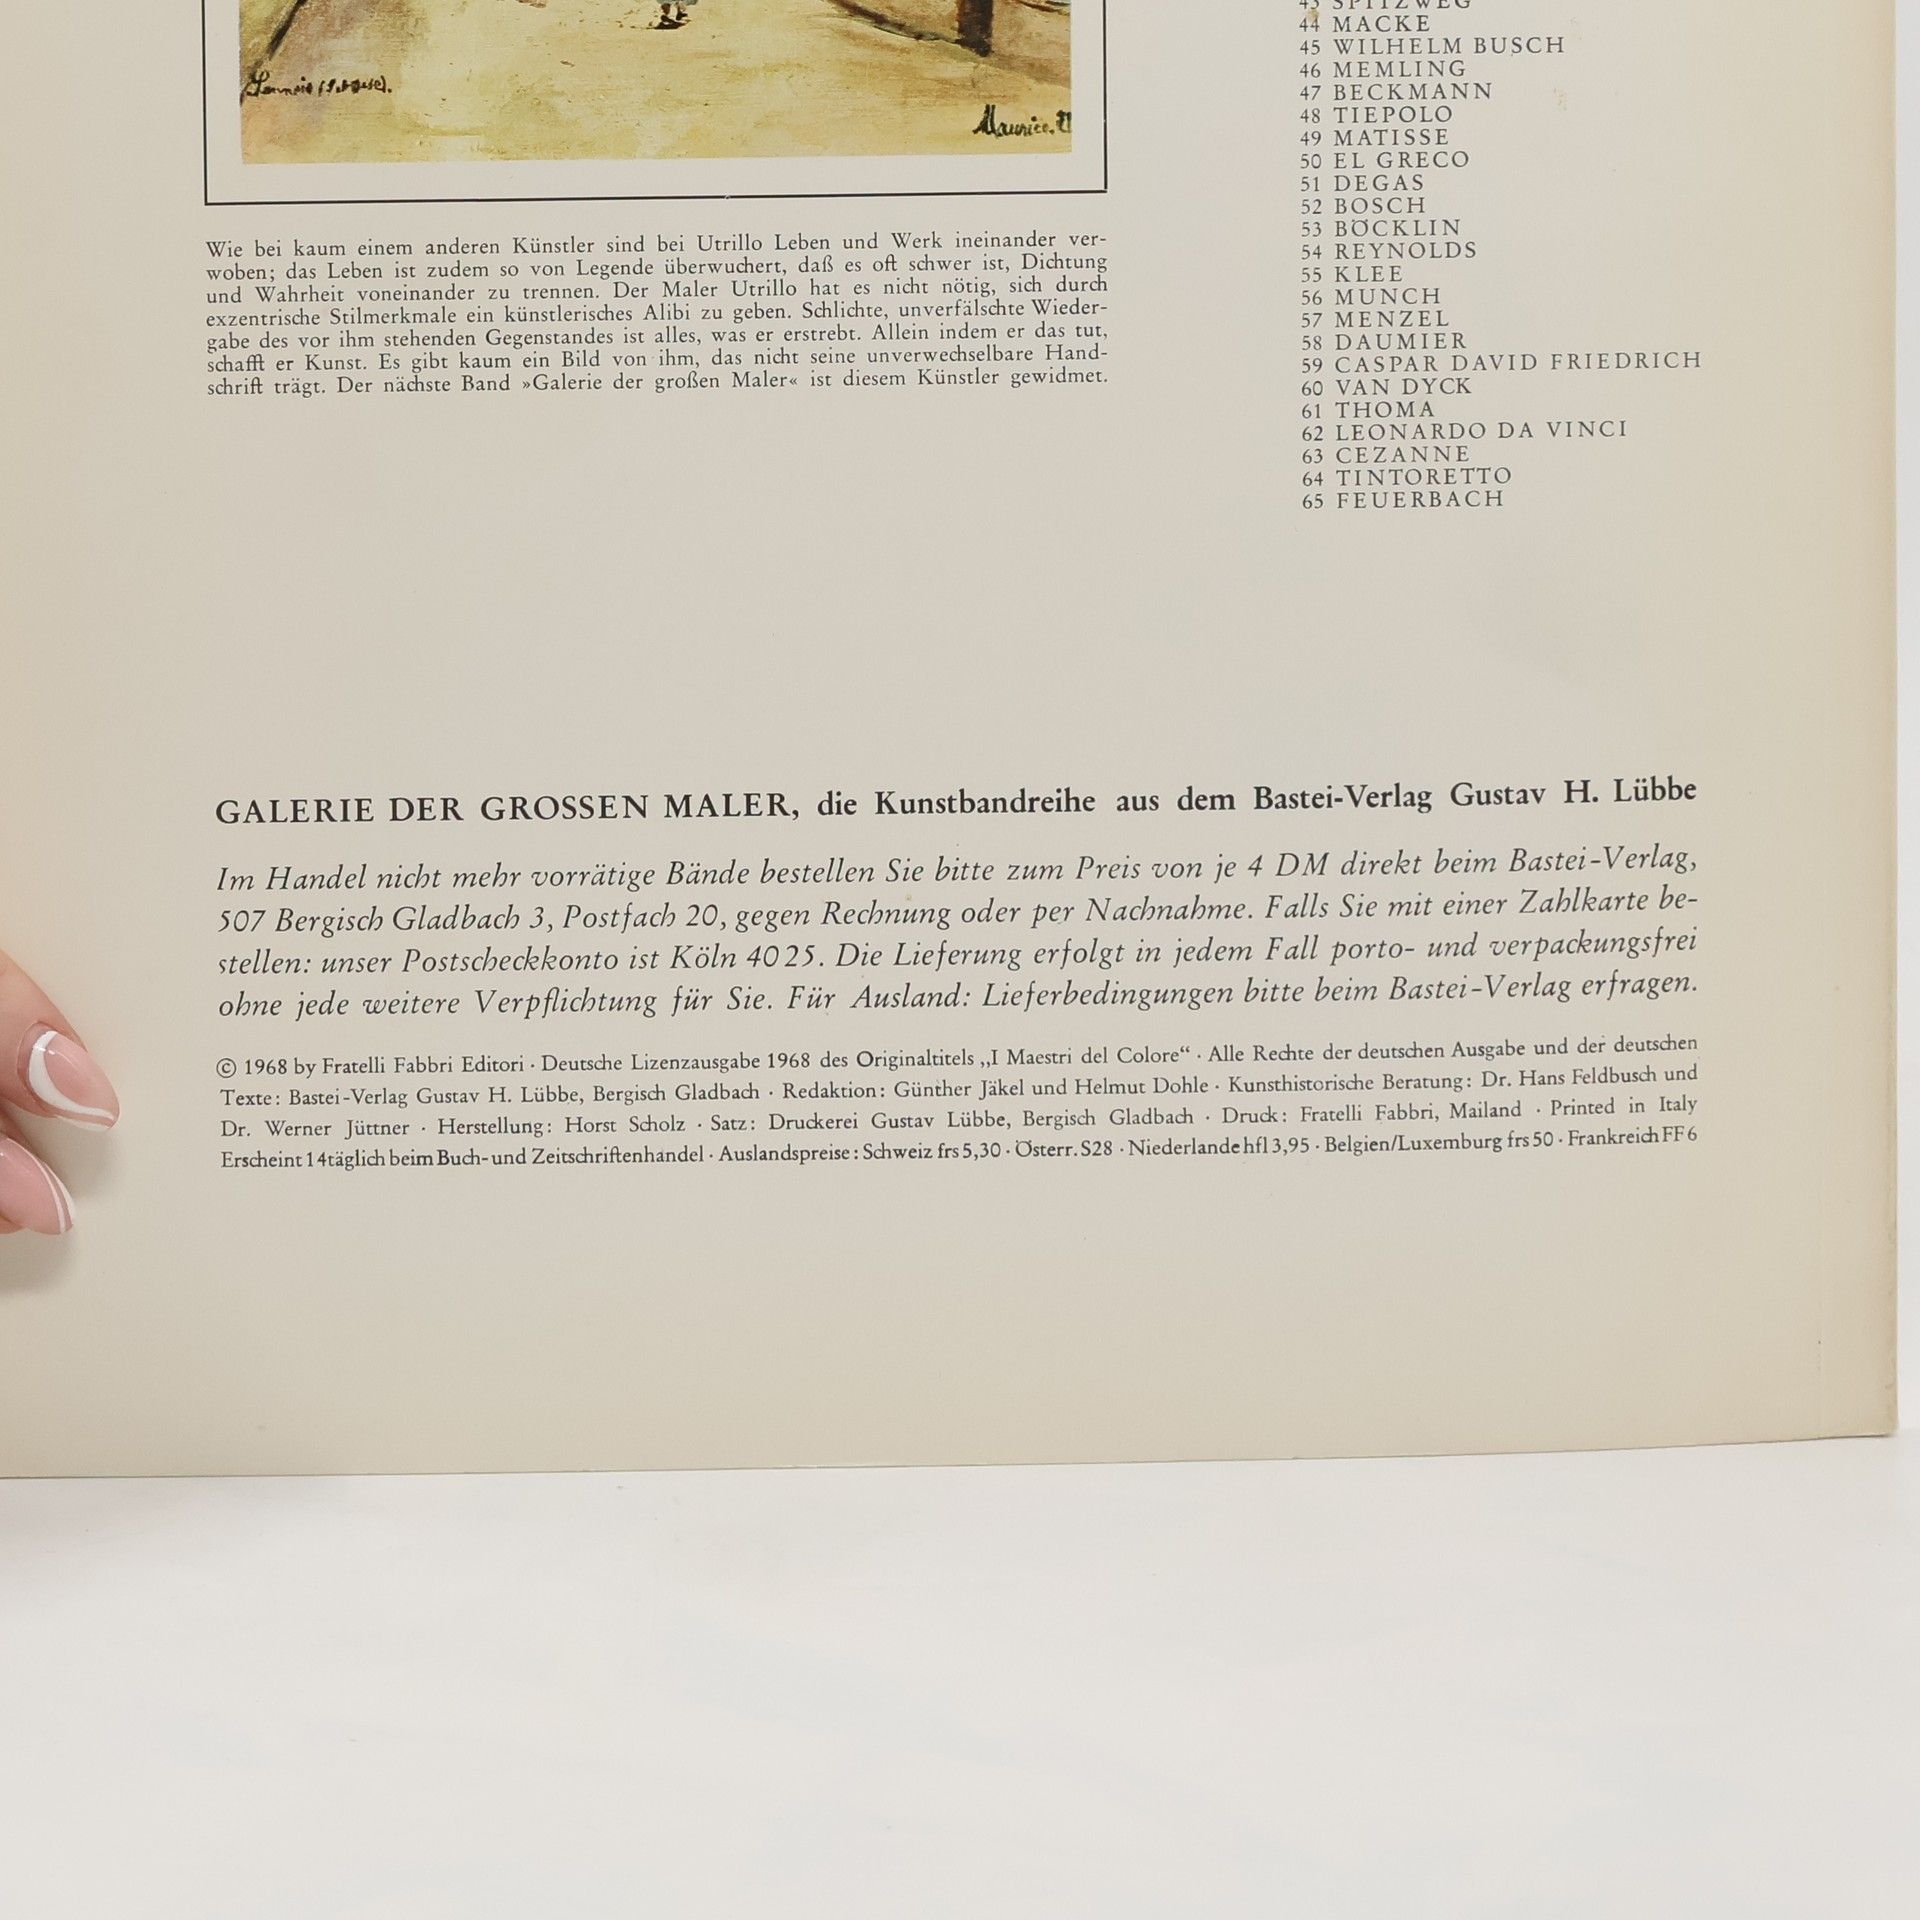 Maurice.
43 SPITZWEG
44 MACKE
45 WILHELM BUSCH
46 MEMLING
47 BECKMANN
48 TIEPOLO
49 MATISSE
50 EL GRECO
51 DEGAS
52 BOSCH
53 BÖCKLIN
54 REYNOLDS
55 KLEE
56 MUNCH
57 MENZEL
58 DAUMIER
59 CASPAR DAVID FRIEDRICH
60 VAN DYCK
61 THOMA
62 LEONARDO DA VINCI
63 CEZANNE
64 TINTORETTO
65 FEUERBACH
Wie bei kaum einem anderen Künstler sind bei Utrillo Leben und Werk ineinander ver-
woben; das Leben ist zudem so von Legende überwuchert, daß es oft schwer ist, Dichtung
und Wahrheit voneinander zu trennen. Der Maler Utrillo hat es nicht nötig, sich durch
exzentrische Stilmerkmale ein künstlerisches Alibi zu geben. Schlichte, unverfälschte Wieder-
gabe des vor ihm stehenden Gegenstandes ist alles, was er erstrebt. Allein indem er das tut,
schafft er Kunst. Es gibt kaum ein Bild von ihm, das nicht seine unverwechselbare Hand-
schrift trägt. Der nächste Band »Galerie der großen Maler« ist diesem Künstler gewidmet.
GALERIE DER GROSSEN MALER, die Kunstbandreihe aus dem Bastei-Verlag Gustav H. Lübbe
Im Handel nicht mehr vorrätige Bände bestellen Sie bitte zum Preis von je 4 DM direkt beim Bastei-Verlag,
507 Bergisch Gladbach 3, Postfach 20, gegen Rechnung oder per Nachnahme. Falls Sie mit einer Zahlkarte be-
stellen: unser Postscheckkonto ist Köln 4025. Die Lieferung erfolgt in jedem Fall porto- und verpackungsfrei
ohne jede weitere Verpflichtung für Sie. Für Ausland: Lieferbedingungen bitte beim Bastei-Verlag erfragen.
© 1968 by Fratelli Fabbri Editori · Deutsche Lizenzausgabe 1968 des Originaltitels „I Maestri del Colore“ · Alle Rechte der deutschen Ausgabe und der deutschen
Texte: Bastei-Verlag Gustav H. Lübbe, Bergisch Gladbach · Redaktion: Günther Jäkel und Helmut Dohle · Kunsthistorische Beratung: Dr. Hans Feldbusch und
Dr. Werner Jüttner · Herstellung: Horst Scholz · Satz: Druckerei Gustav Lübbe, Bergisch Gladbach · Druck: Fratelli Fabbri, Mailand · Printed in Italy
Erscheint 14täglich beim Buch- und Zeitschriftenhandel · Auslandspreise: Schweiz frs 5,30 · Österr. S28 · Niederlande hfl 3,95 · Belgien/Luxemburg frs 50 · Frankreich FF 6